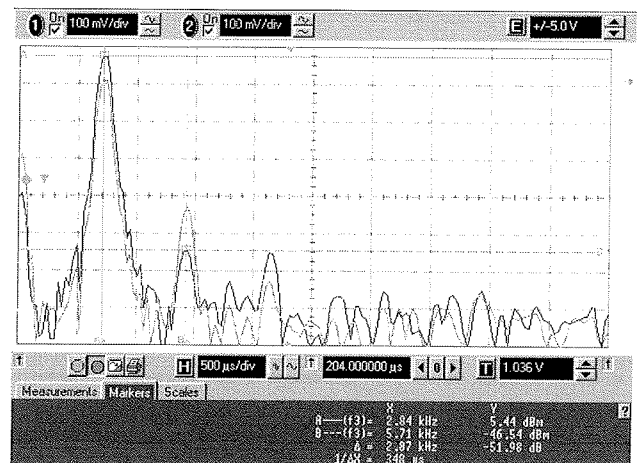 1 On 100 mV/div 2 On 100 mV/div E +/-5.0 V
H 500 µs/div 204.000000 µs 0 T 1.036 V
Measurements Markers Scales
X Y ?
A——(f3)= 2.84 kHz 5.44 dBm
B---(f3)= 5.71 kHz -46.54 dBm
Δ = 2.87 kHz -51.98 dB
1/ΔX = 348 µs